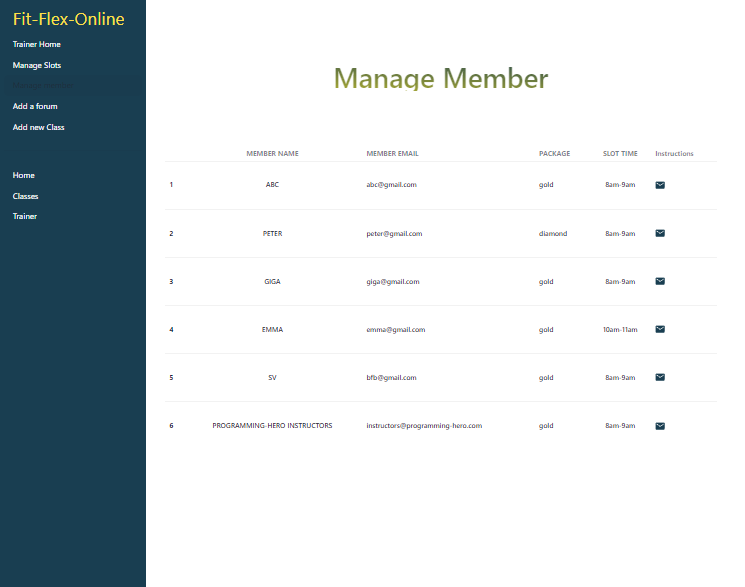 Fit-Flex-Online
Trainer Home
Manage Slots
Manage Member
Add a forum
Add new Class
Home
Classes
Trainer
Manage Member
MEMBER NAME MEMBER EMAIL PACKAGE SLOT TIME Instructions
1 ABC abc@gmail.com gold 8am-9am
2 PETER peter@gmail.com diamond 8am-9am
3 GIGA giga@gmail.com gold 8am-9am
4 EMMA emma@gmail.com gold 10am-11am
5 SV bfb@gmail.com gold 8am-9am
6 PROGRAMMING-HERO INSTRUCTORS instructors@programming-hero.com gold 8am-9am